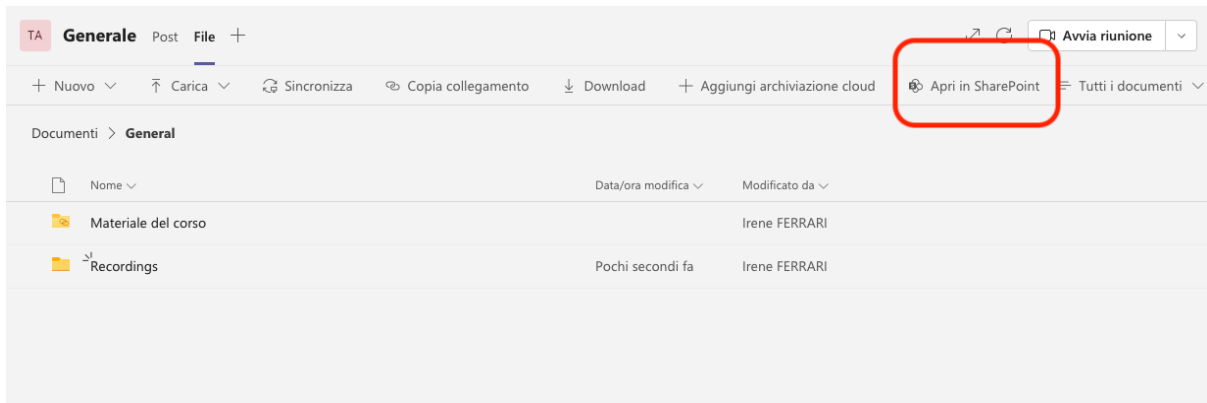 TA Generale Post File Avvia riunione
Nuovo Carica Sincronizza Copia collegamento Download Aggiungi archiviazione cloud Apri in SharePoint Tutti i documenti
Documenti > General
Nome Data/ora modifica Modificato da
Materiale del corso Irene FERRARI
Recordings Pochi secondi fa Irene FERRARI